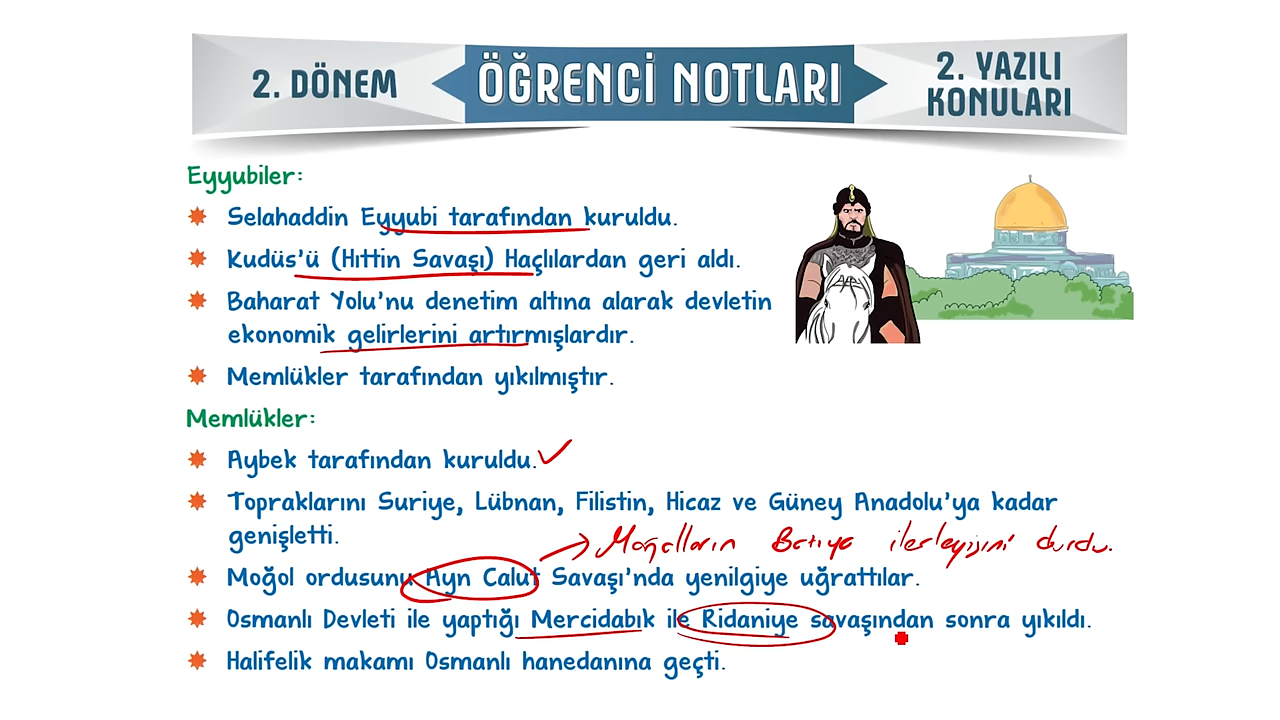 2. DÖNEM
ÖĞRENCİ NOTLARI
2. YAZILI
KONULARI
Eyyubiler:
Selahaddin Eyyubi tarafından kuruldu.
Kudüs'ü (Hıttin Savaşı) Haçlılardan geri aldı.
Baharat Yolu'nu denetim altına alarak devletin
ekonomik gelirlerini artırmışlardır.
Memlükler tarafından yıkılmıştır.
Memlükler:
Aybek tarafından kuruldu.
Topraklarını Suriye, Lübnan, Filistin, Hicaz ve Güney Anadolu'ya kadar
genişletti.
Moğolların Batıya ilerleyişini durdu.
Moğol ordusunu Ayn Calut Savaşı'nda yenilgiye uğrattılar.
Osmanlı Devleti ile yaptığı Mercidabık ile Ridaniye savaşından sonra yıkıldı.
Halifelik makamı Osmanlı hanedanına geçti.